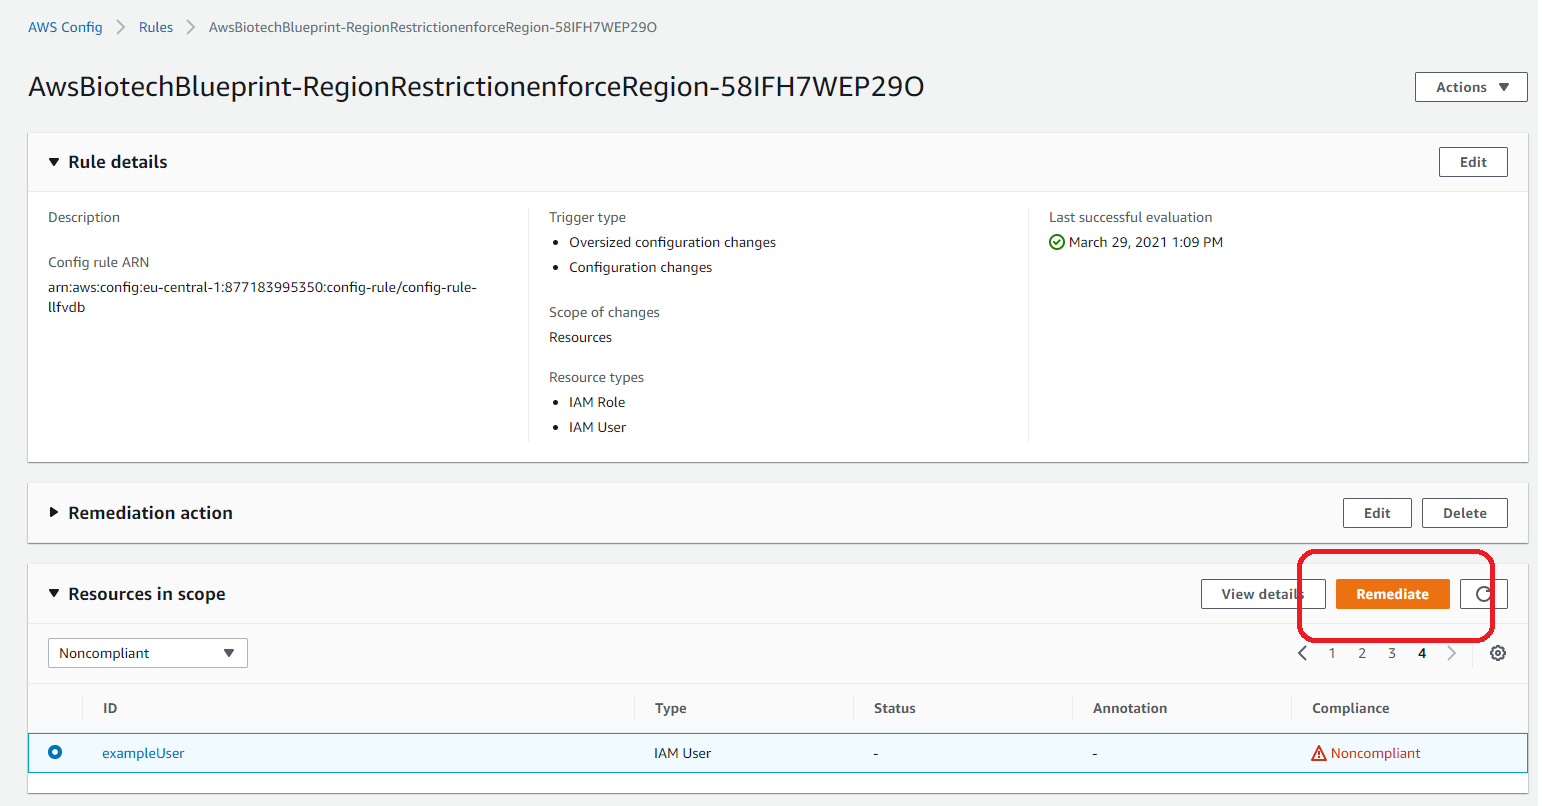 AWS Config > Rules > AwsBiotechBlueprint-RegionRestrictionenforceRegion-58IFH7WEP29O
AwsBiotechBlueprint-RegionRestrictionenforceRegion-58IFH7WEP29O
Actions
Rule details
Edit
Description
Config rule ARN
arn:aws:config:eu-central-1:877183995350:config-rule/config-rule-
llfvdb
Trigger type
Oversized configuration changes
Configuration changes
Scope of changes
Resources
Resource types
IAM Role
IAM User
Last successful evaluation
March 29, 2021 1:09 PM
Remediation action
Edit
Delete
Resources in scope
View details
Remediate
Noncompliant
1 2 3 4
ID Type Status Annotation Compliance
exampleUser IAM User - - Noncompliant